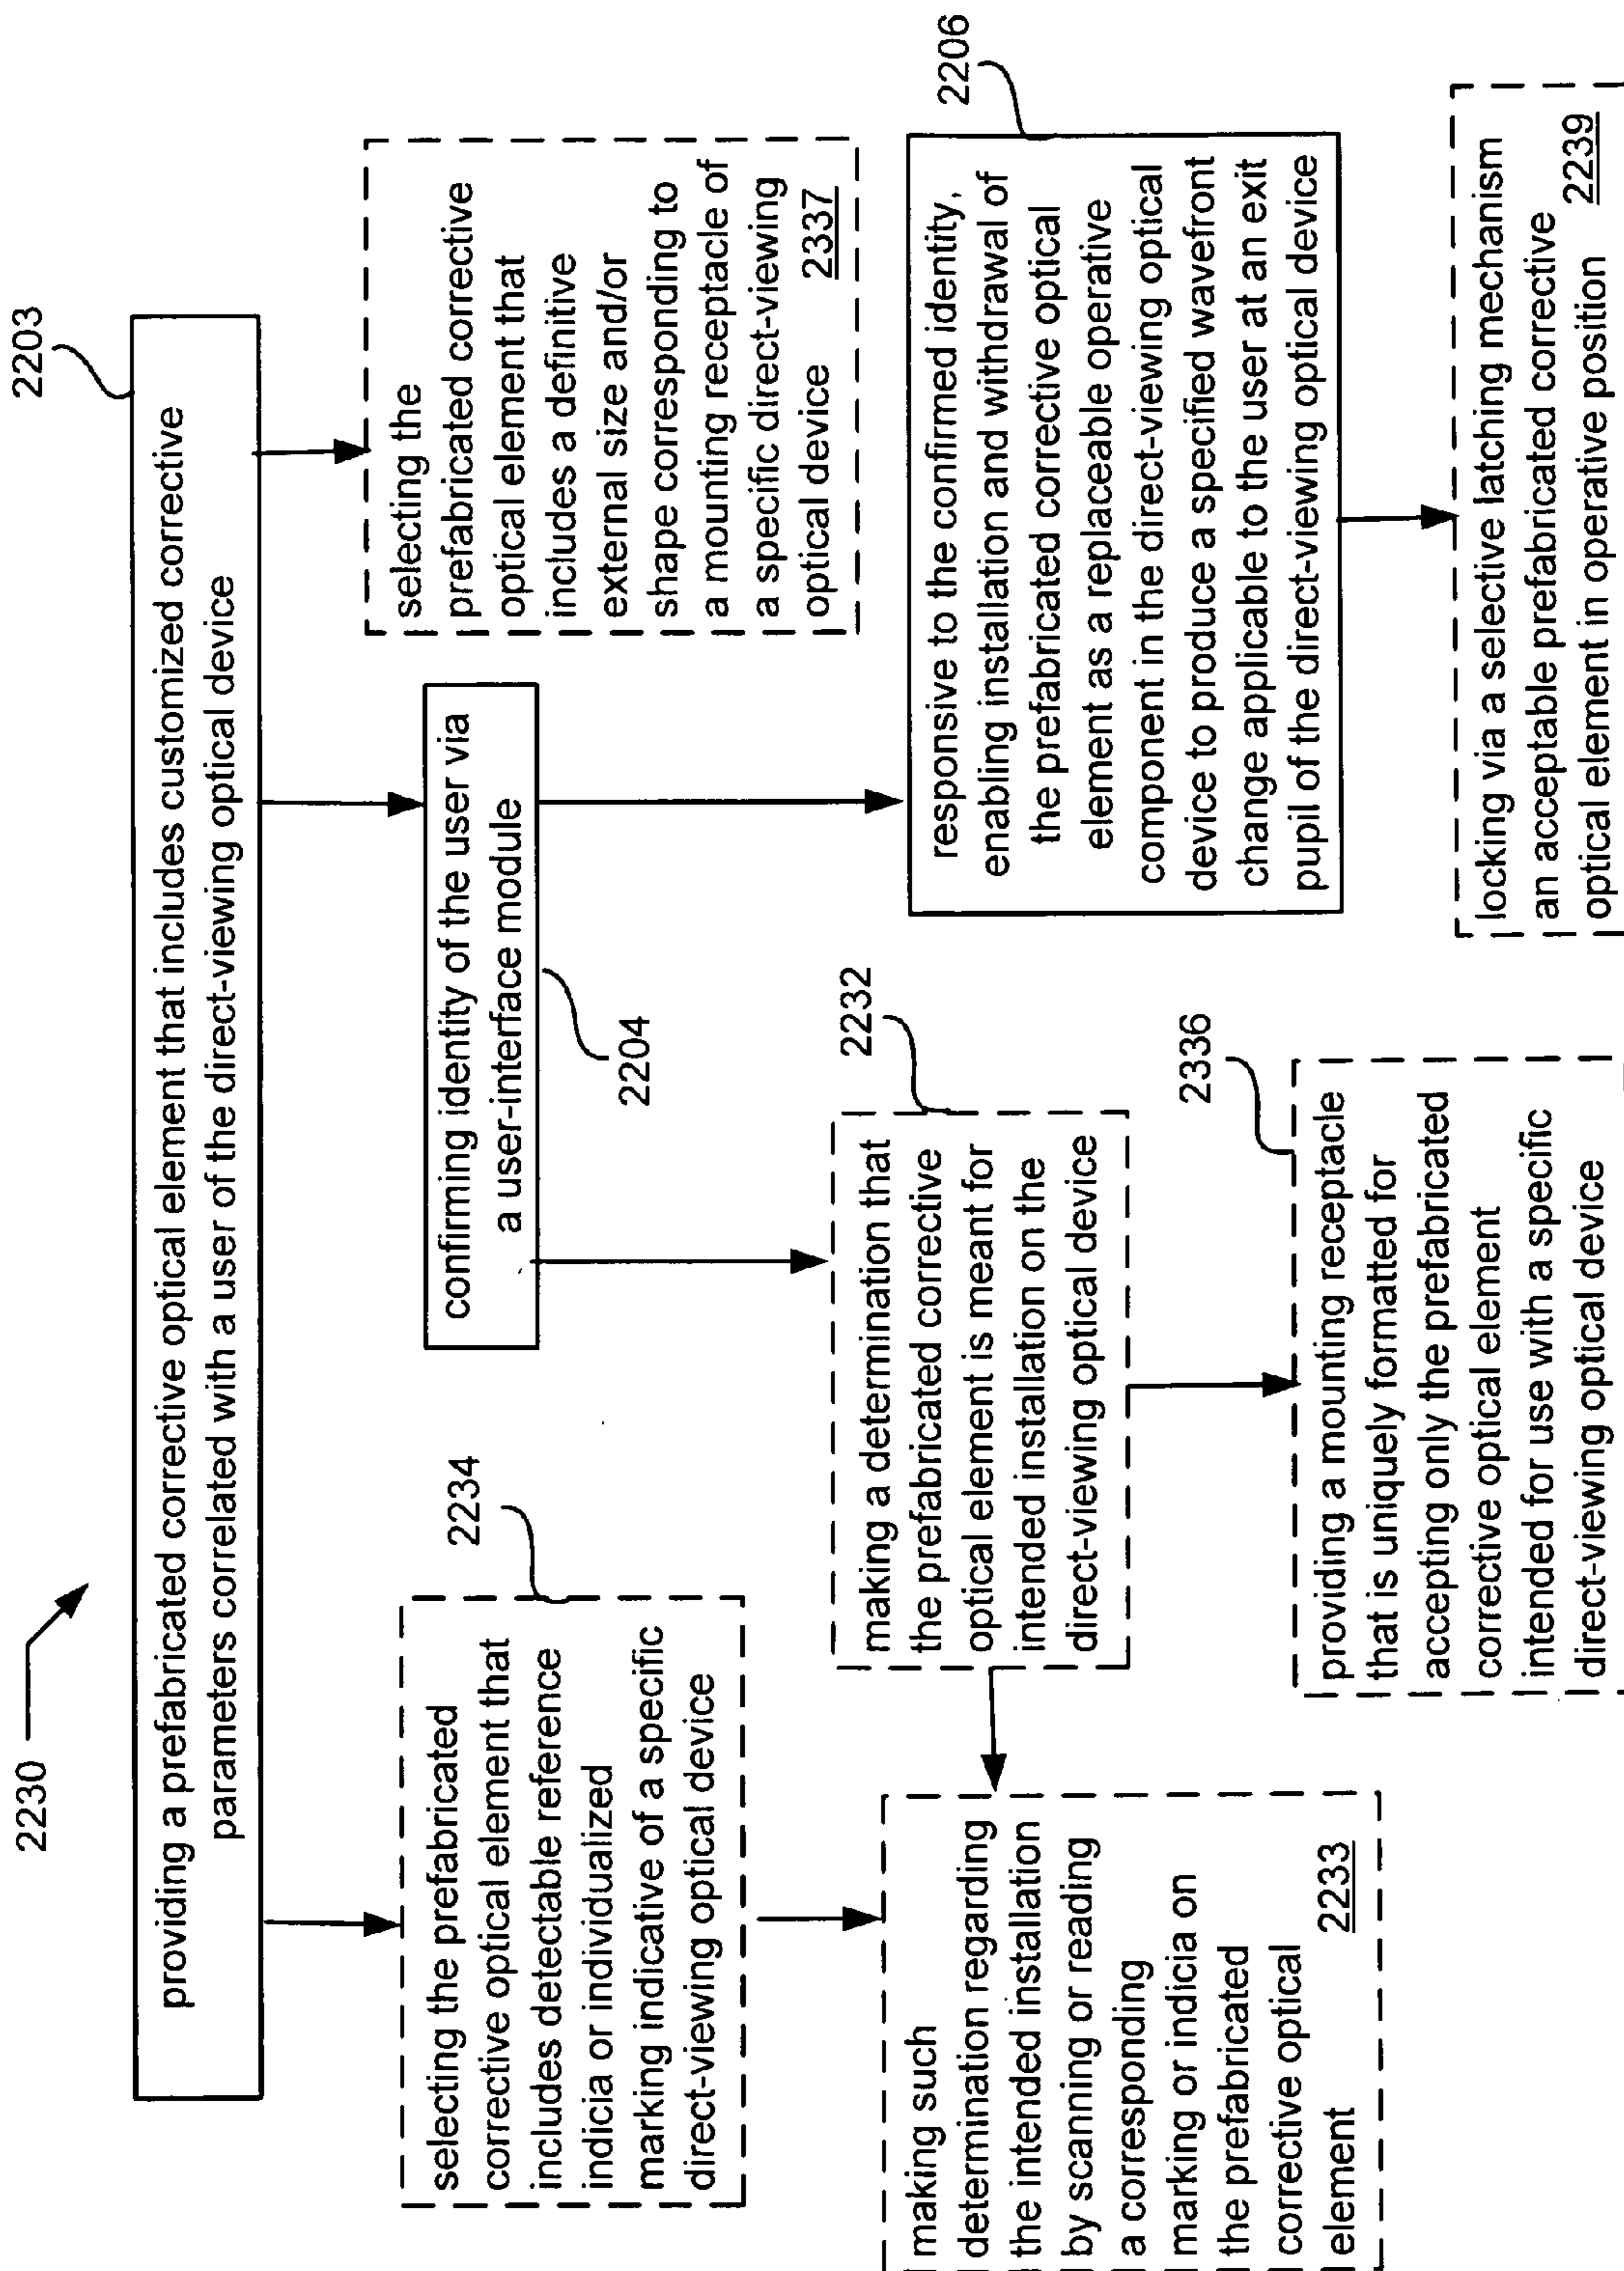 2230
2203
providing a prefabricated corrective optical element that includes customized corrective
parameters correlated with a user of the direct-viewing optical device
2234
selecting the prefabricated
corrective optical element that
includes detectable reference
indicia or individualized
marking indicative of a specific
direct-viewing optical device
confirming identity of the user via
a user-interface module
2204
selecting the
prefabricated corrective
optical element that
includes a definitive
external size and/or
shape corresponding to
a mounting receptacle of
a specific direct-viewing
optical device 2337
making such
determination regarding
the intended installation
by scanning or reading
a corresponding
marking or indicia on
the prefabricated
corrective optical
element 2233
2232
making a determination that
the prefabricated corrective
optical element is meant for
intended installation on the
direct-viewing optical device
2206
responsive to the confirmed identity,
enabling installation and withdrawal of
the prefabricated corrective optical
element as a replaceable operative
component in the direct-viewing optical
device to produce a specified wavefront
change applicable to the user at an exit
pupil of the direct-viewing optical device
2336
providing a mounting receptacle
that is uniquely formatted for
accepting only the prefabricated
corrective optical element
intended for use with a specific
direct-viewing optical device
locking via a selective latching mechanism
an acceptable prefabricated corrective
optical element in operative position 2239